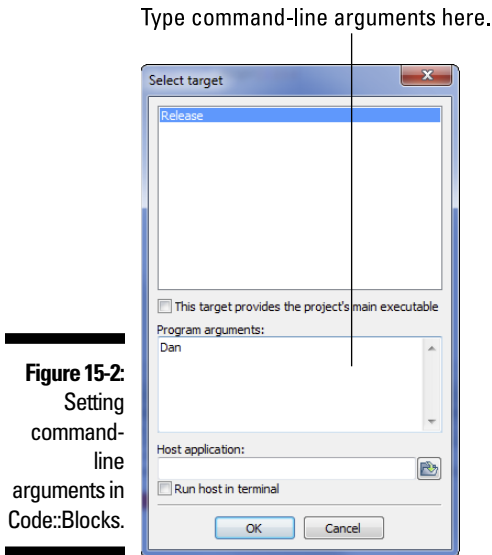 Type command-line arguments here.
Select target
Release
This target provides the project's main executable
Program arguments:
Dan
Host application:
Run host in terminal
OK
Cancel
Figure 15-2:
Setting
command-
line
arguments in
Code::Blocks.